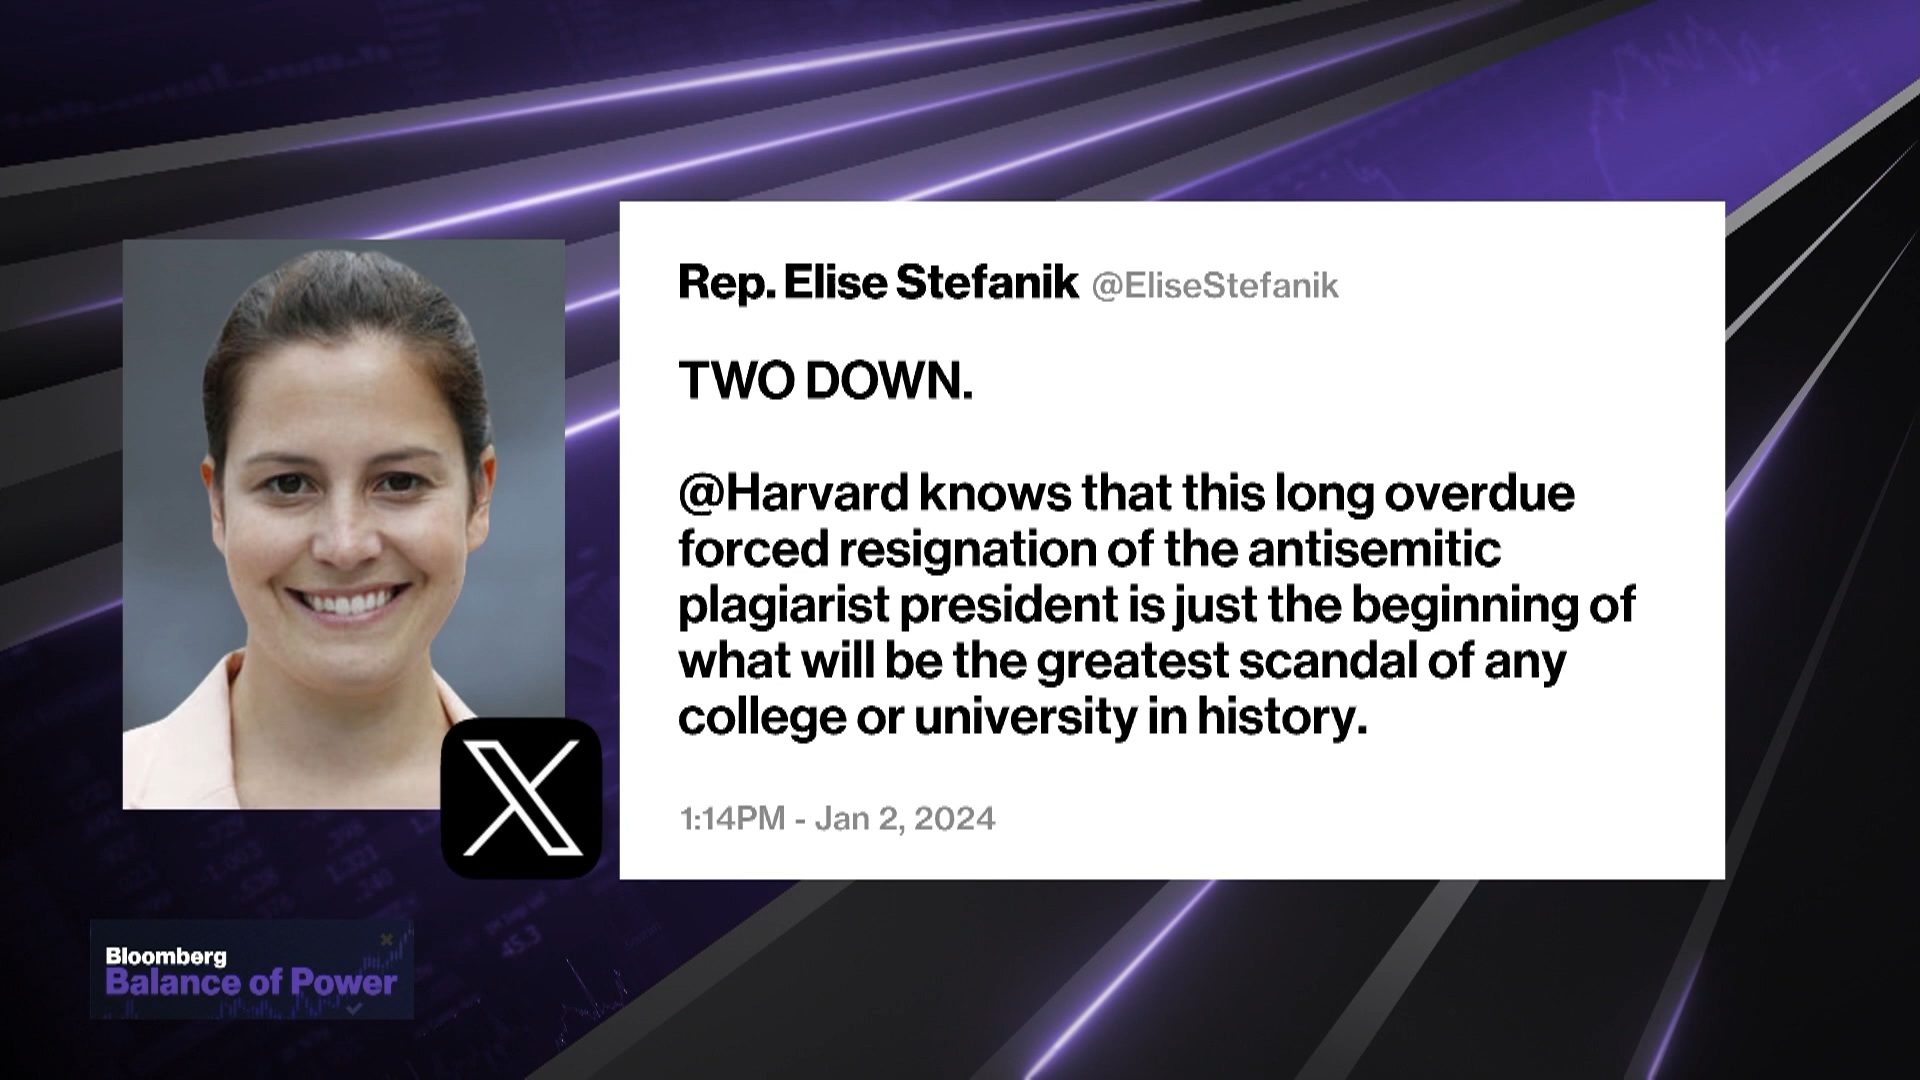 Rep. Elise Stefanik @EliseStefanik
TWO DOWN.
@Harvard knows that this long overdue
forced resignation of the antisemitic
plagiarist president is just the beginning of
what will be the greatest scandal of any
college or university in history.
1:14PM - Jan 2, 2024
X
Bloomberg
Balance of Power